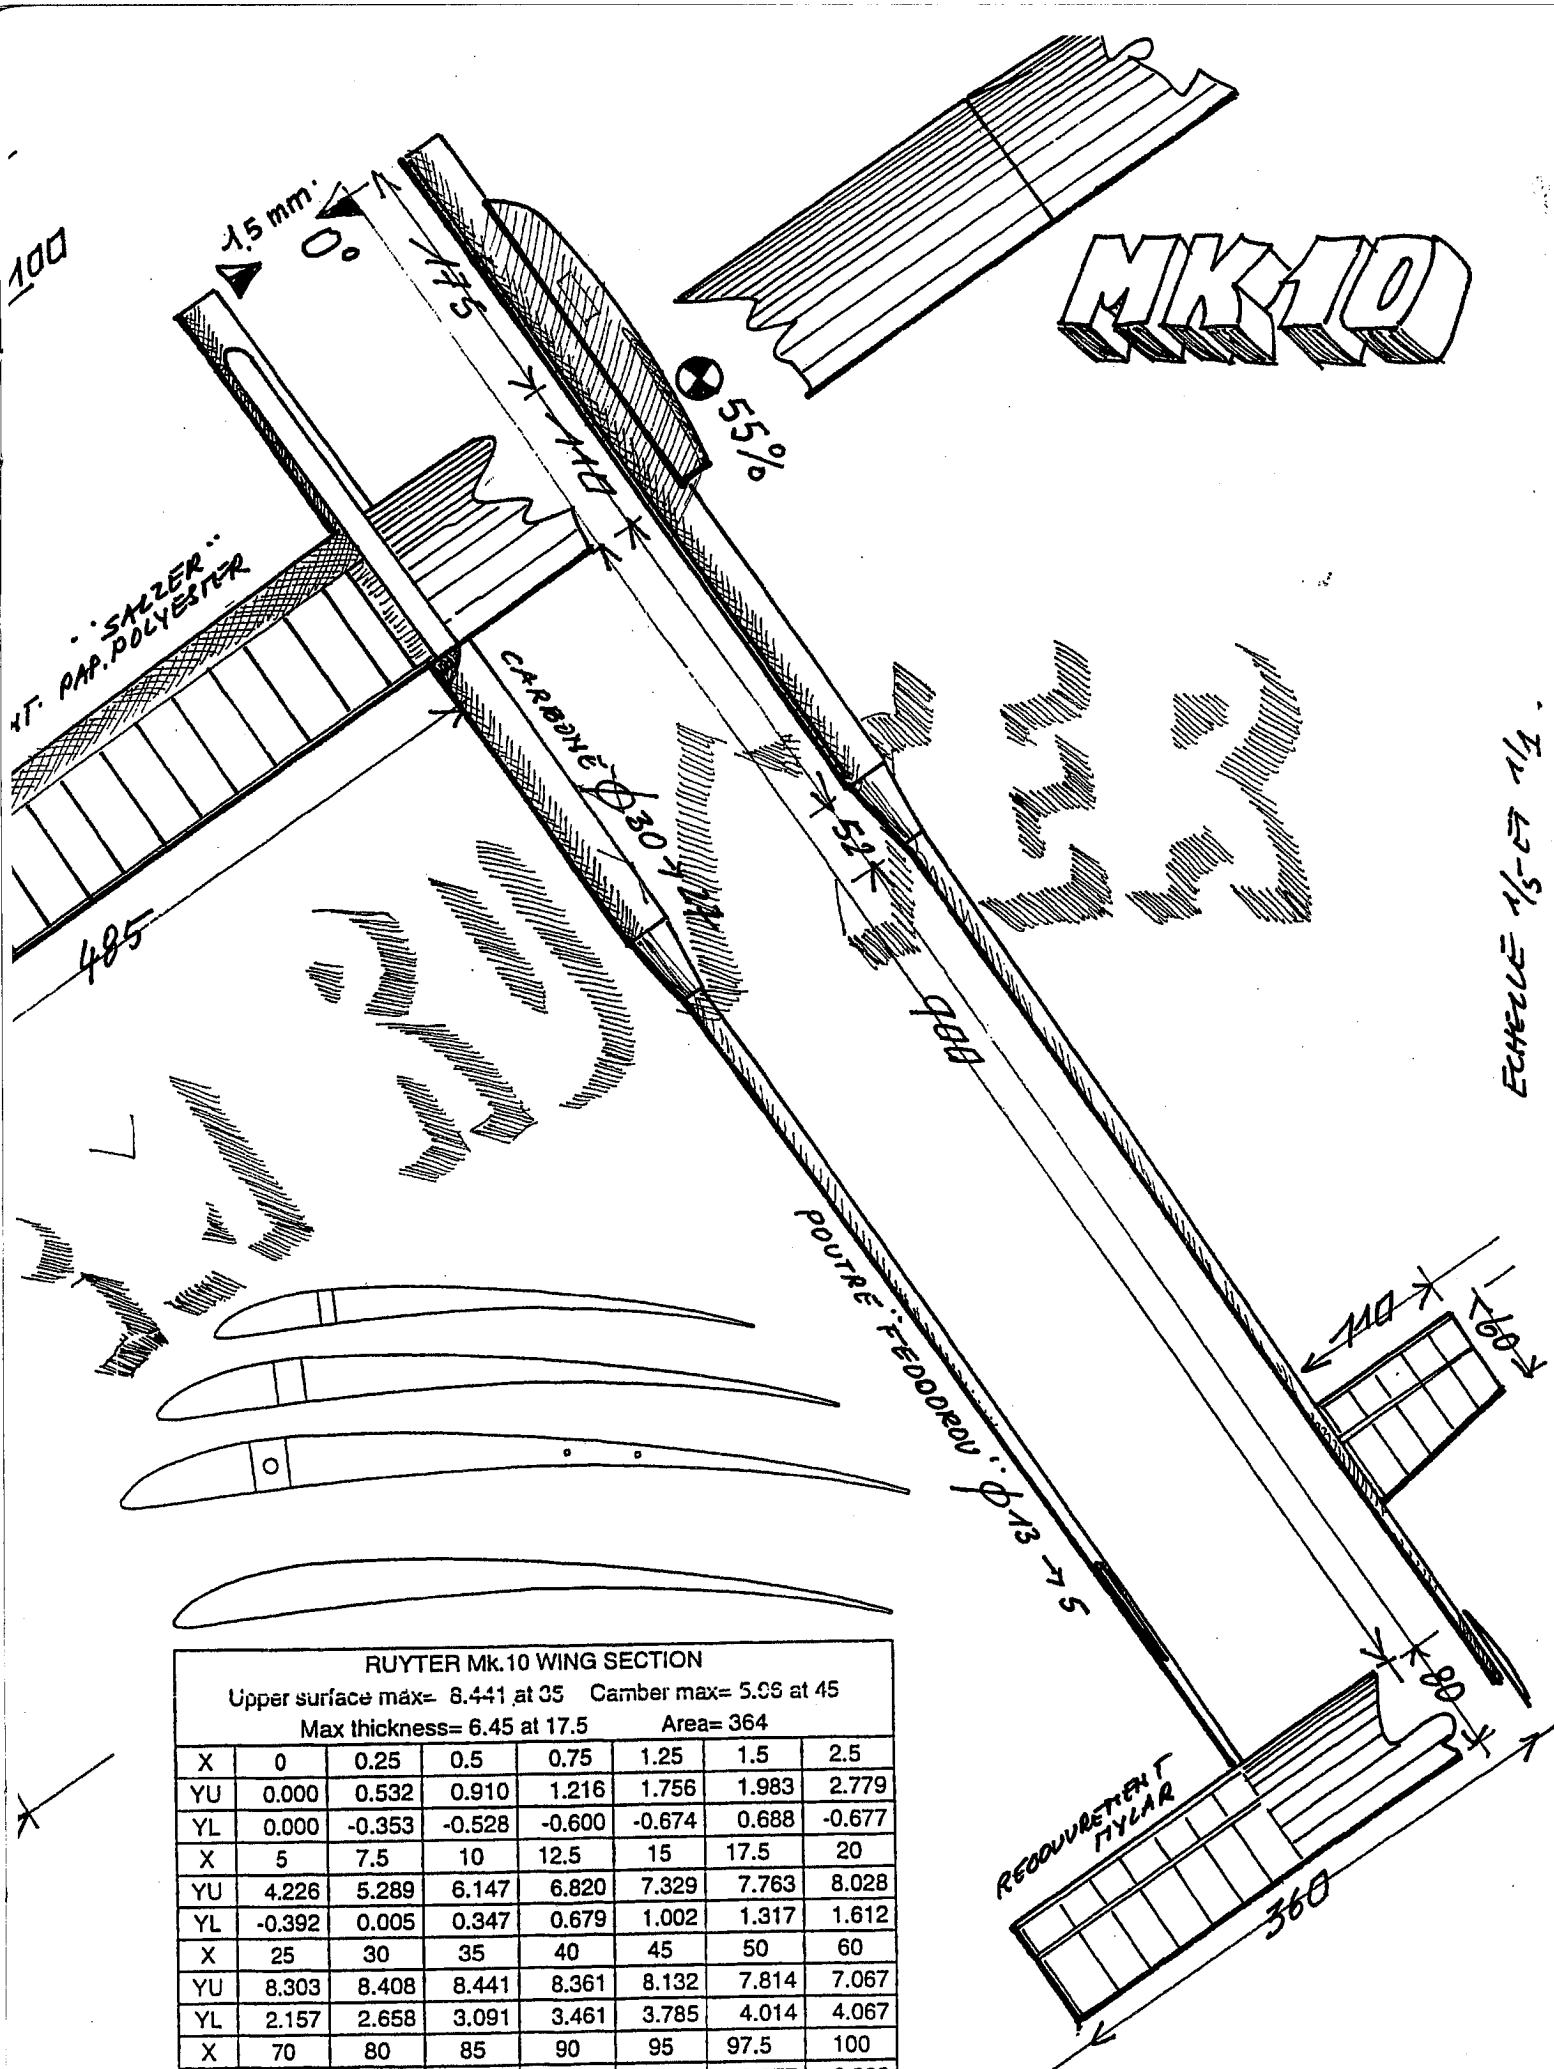 100
1.5 mm.
0°
175
110
55%
MK-10
"SALZER"
PAP. POLYESTER
485
CARBONE Ø 30 → 21
52
900
ECHELLE 1/5 ET 1/1.
POUTRE "FEDOOROV" Ø 13 → 5
110
80
RECOUVREMENT
MYLAR
360
RUYTER Mk.10 WING SECTION
Upper surface max= 8.441 at 35 Camber max= 5.96 at 45
Max thickness= 6.45 at 17.5 Area= 364
X 0 0.25 0.5 0.75 1.25 1.5 2.5
YU 0.000 0.532 0.910 1.216 1.756 1.983 2.779
YL 0.000 -0.353 -0.528 -0.600 -0.674 0.688 -0.677
X 5 7.5 10 12.5 15 17.5 20
YU 4.226 5.289 6.147 6.820 7.329 7.763 8.028
YL -0.392 0.005 0.347 0.679 1.002 1.317 1.612
X 25 30 35 40 45 50 60
YU 8.303 8.408 8.441 8.361 8.132 7.814 7.067
YL 2.157 2.658 3.091 3.461 3.785 4.014 4.067
X 70 80 85 90 95 97.5 100